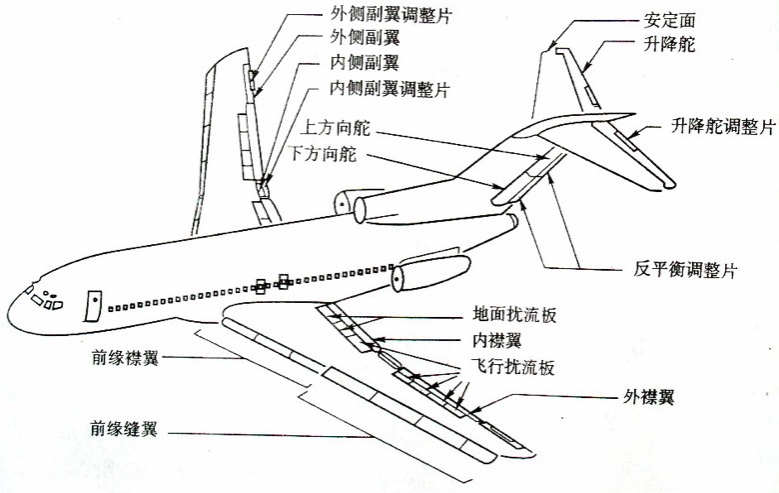 外侧副翼调整片
外侧副翼
内侧副翼
内侧副翼调整片
安定面
升降舵
升降舵调整片
上方向舵
下方向舵
反平衡调整片
地面扰流板
内襟翼
飞行扰流板
外襟翼
前缘襟翼
前缘缝翼